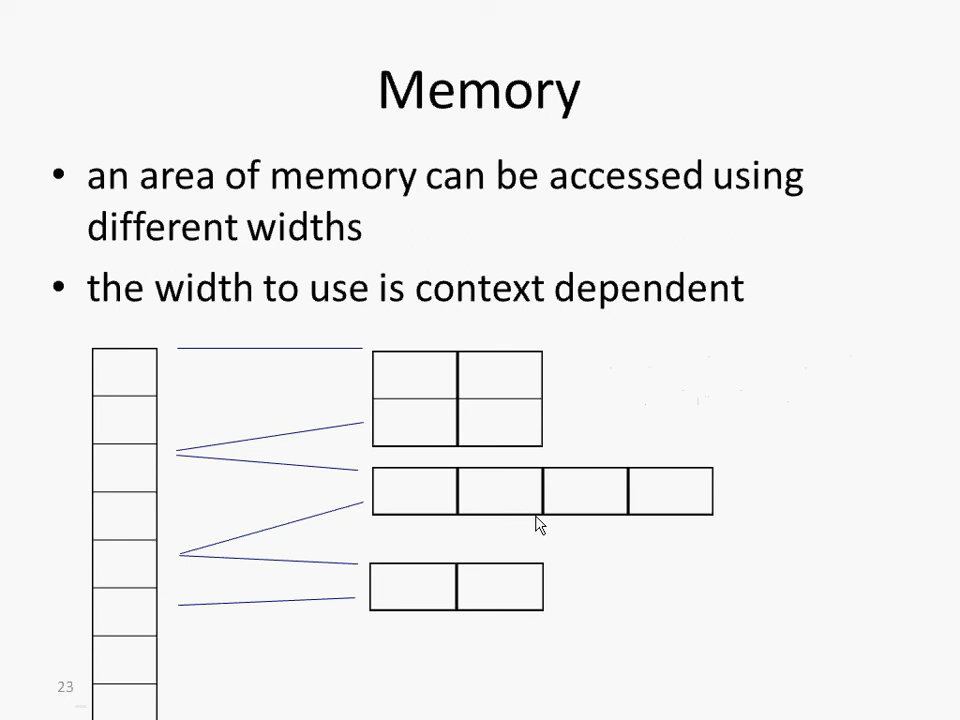 Memory
• an area of memory can be accessed using
different widths
• the width to use is context dependent
23